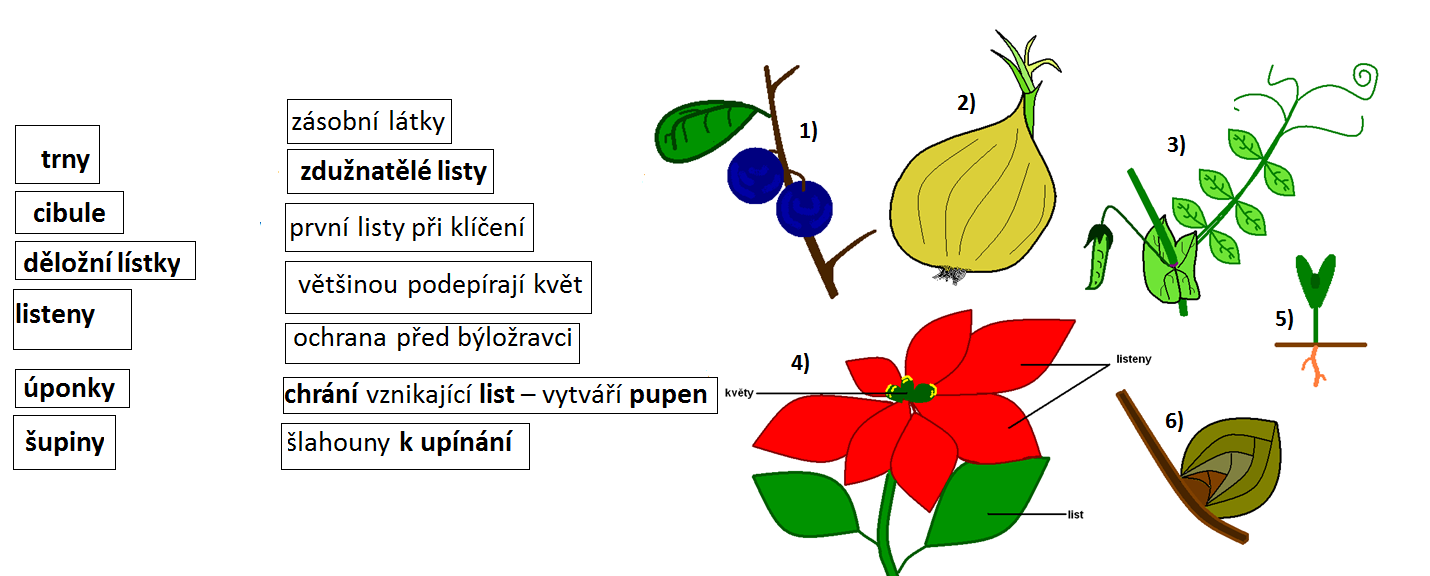 trny
cibule
děložní lístky
listeny
úponky
šupiny
zásobní látky
zdužnatělé listy
první listy při klíčení
většinou podepírají květ
ochrana před býložravci
chrání vznikající list – vytváří pupen
šlahouny k upínání
1)
2)
3)
4)
listeny
květy
list
5)
6)